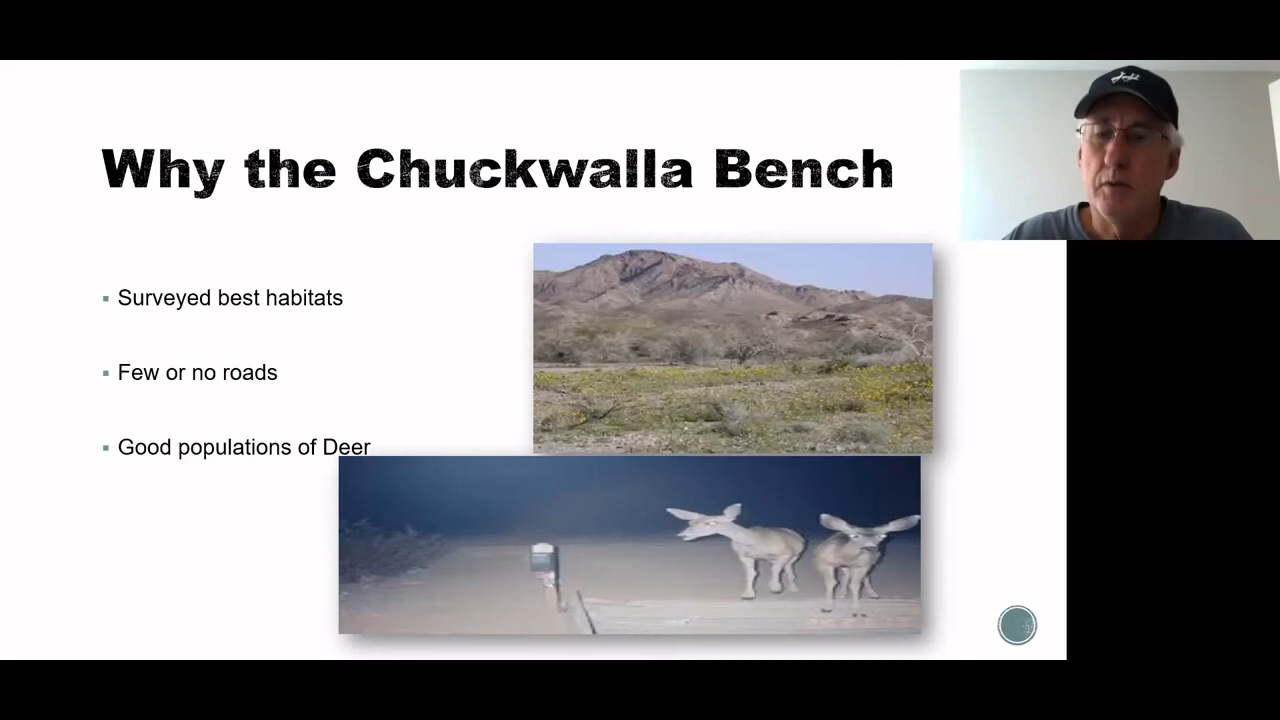 Why the Chuckwalla Bench
Surveyed best habitats
Few or no roads
Good populations of Deer